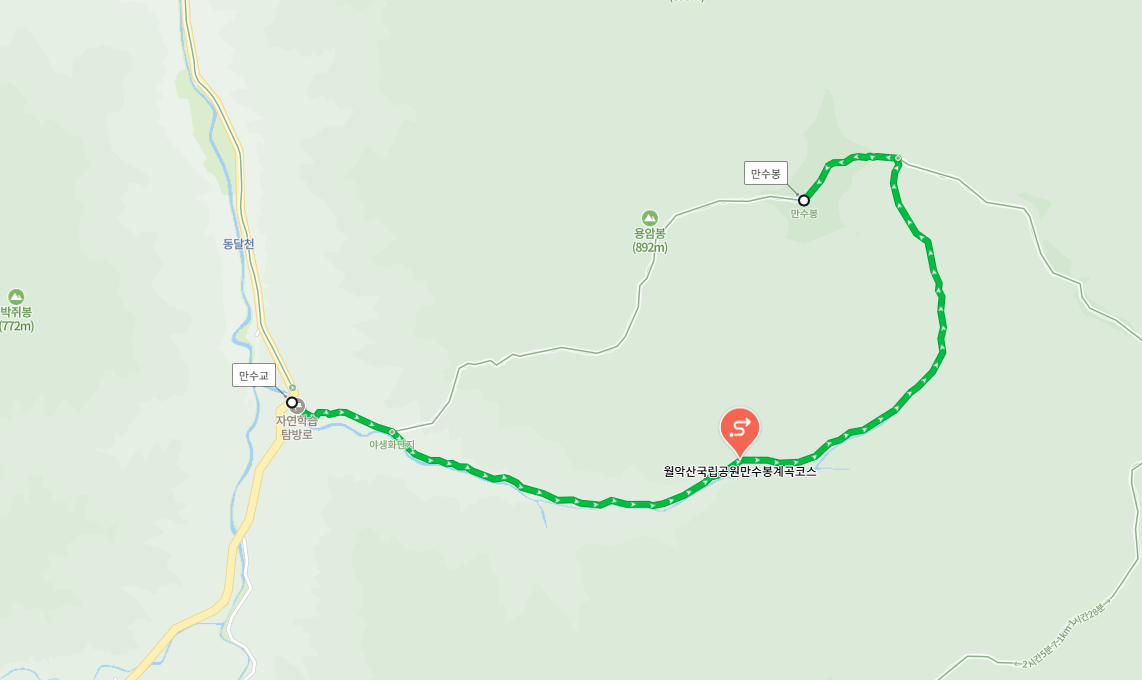 만수봉
만수봉
용암봉
(892m)
동달천
박쥐봉
(772m)
만수교
자연학습
탐방로
야생화단지
월악산국립공원만수봉계곡코스
1시간28분→
7.1km
←2시간5분